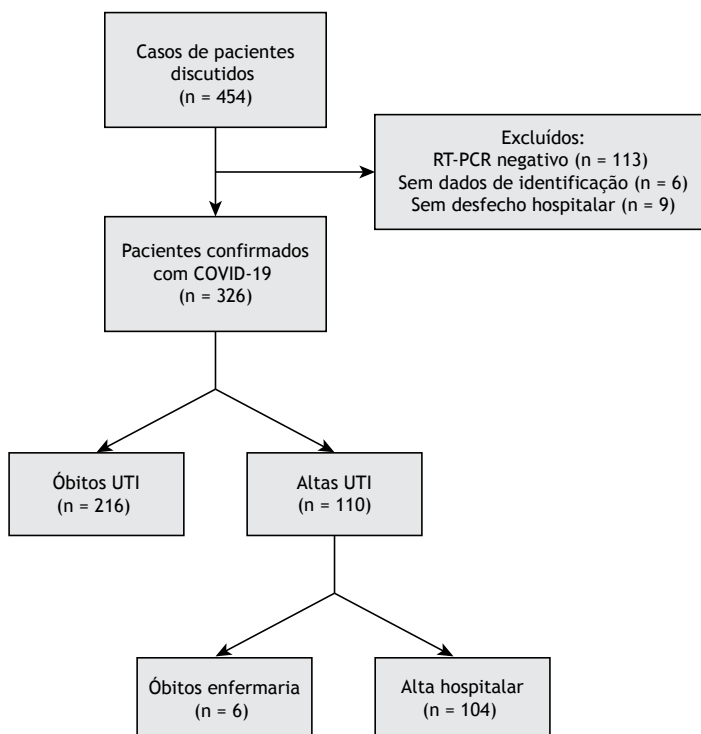 Casos de pacientes
discutidos
(n = 454)
Excluídos:
RT-PCR negativo (n = 113)
Sem dados de identificação (n = 6)
Sem desfecho hospitalar (n = 9)
Pacientes confirmados
com COVID-19
(n = 326)
Óbitos UTI
(n = 216)
Altas UTI
(n = 110)
Óbitos enfermaria
(n = 6)
Alta hospitalar
(n = 104)